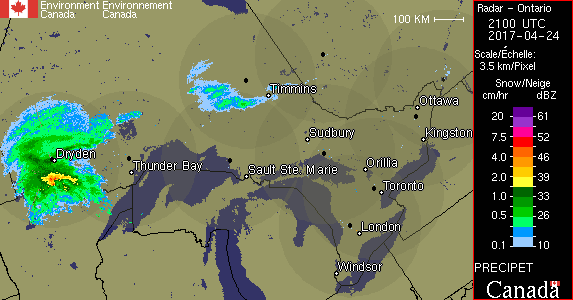 Environment Environnement
Canada Canada
100 KM
Radar - Ontario
2100 UTC
2017-04-24
Scale/Échelle:
3.5 km/Pixel
Snow/Neige
cm/hr dBZ
20 61
7.5 57
5.0 52
4.0 46
2.0 39
1.0 33
0.5 26
0.1 10
PRECIPET
Canada
Timmins
Ottawa
Sudbury
Kingston
Dryden
Thunder Bay
Sault Ste. Marie
Orillia
Toronto
London
Windsor